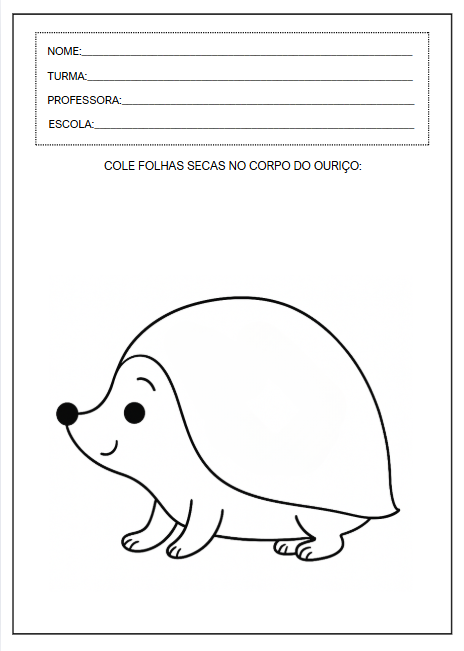 NOME:
TURMA:
PROFESSORA:
ESCOLA:
COLE FOLHAS SECAS NO CORPO DO OURIÇO: